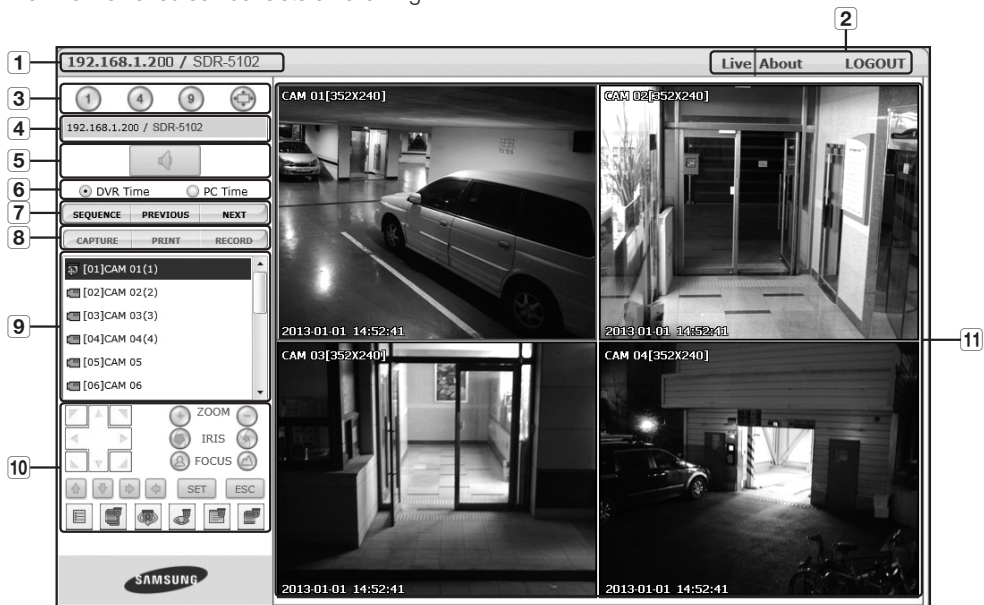 2
1
192.168.1.200 / SDR-5102
Live About LOGOUT
3
1 4 9
4
192.168.1.200 / SDR-5102
5
6
DVR Time PC Time
7
SEQUENCE PREVIOUS NEXT
8
CAPTURE PRINT RECORD
9
[01]CAM 01(1)
[02]CAM 02(2)
[03]CAM 03(3)
[04]CAM 04(4)
[05]CAM 05
[06]CAM 06
10
ZOOM
IRIS
FOCUS
SET ESC
SAMSUNG
CAM 01[352X240]
2013-01-01 14:52:41
CAM 02[352X240]
2013-01-01 14:52:41
CAM 03[352X240]
2013-01-01 14:52:41
CAM 04[352X240]
2013-01-01 14:52:41
11